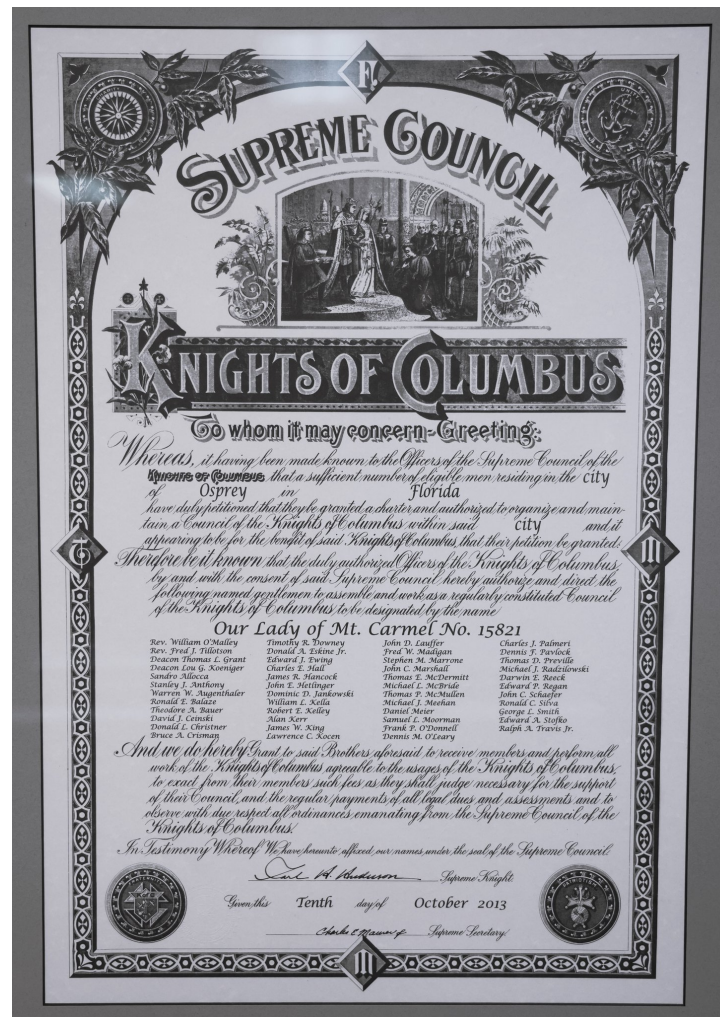 F.
SUPREME COUNCIL
KNIGHTS OF COLUMBUS
To whom it may concern - Greeting:
Whereas, it having been made known to the Officers of the Supreme Council of the
KNIGHTS OF COLUMBUS that a sufficient number of eligible men residing in the city
of Osprey in Florida
have duly petitioned that they be granted a charter and authorized to organize and main-
tain a Council of the Knights of Columbus within said city and it
appearing to be for the benefit of said Knights of Columbus, that their petition be granted:
Therefore be it known that the duly authorized Officers of the Knights of Columbus,
by and with the consent of said Supreme Council hereby authorize and direct the
following named gentlemen to assemble and work as a regularly constituted Council
of the Knights of Columbus to be designated by the name
Our Lady of Mt. Carmel No. 15821
Rev. William O'Malley
Rev. Fred J. Tillotson
Deacon Thomas L. Grant
Deacon Lou G. Koeniger
Sandro Allocca
Stanley J. Anthony
Warren W. Augenthaler
Ronald E. Balaze
Theodore A. Bauer
David J. Ceinski
Donald L. Christner
Bruce A. Crisman
Timothy R. Downey
Donald A. Eskine Jr.
Edward J. Ewing
Charles E. Hall
James R. Hancock
John E. Hetlinger
Dominic D. Jankowski
William L. Kella
Robert E. Kelley
Alan Kerr
James W. King
Lawrence C. Kocen
John D. Lauffer
Fred W. Madigan
Stephen M. Marrone
John C. Marshall
Thomas E. McDermitt
Michael L. McBride
Thomas P. McMullen
Michael J. Meehan
Daniel Meier
Samuel L. Moorman
Frank P. O'Donnell
Dennis M. O'Leary
Charles J. Palmeri
Dennis F. Pavlock
Thomas D. Preville
Michael J. Radzilowski
Darwin E. Reeck
Edward P. Regan
John C. Schaefer
Ronald C. Silva
George L. Smith
Edward A. Stofko
Ralph A. Travis Jr.
And we do hereby Grant to said Brothers aforesaid to receive members and perform all
work of the Knights of Columbus agreeable to the usages of the Knights of Columbus,
to exact from their members such fees as they shall judge necessary for the support
of their Council, and the regular payments of all legal dues and assessments and to
observe with due respect all ordinances emanating from the Supreme Council of the
Knights of Columbus.
In Testimony Whereof We have hereunto affixed our names under the seal of the Supreme Council
Carl A. Anderson Supreme Knight
Given this Tenth day of October 2013
Charles E. Maurer Jr. Supreme Secretary